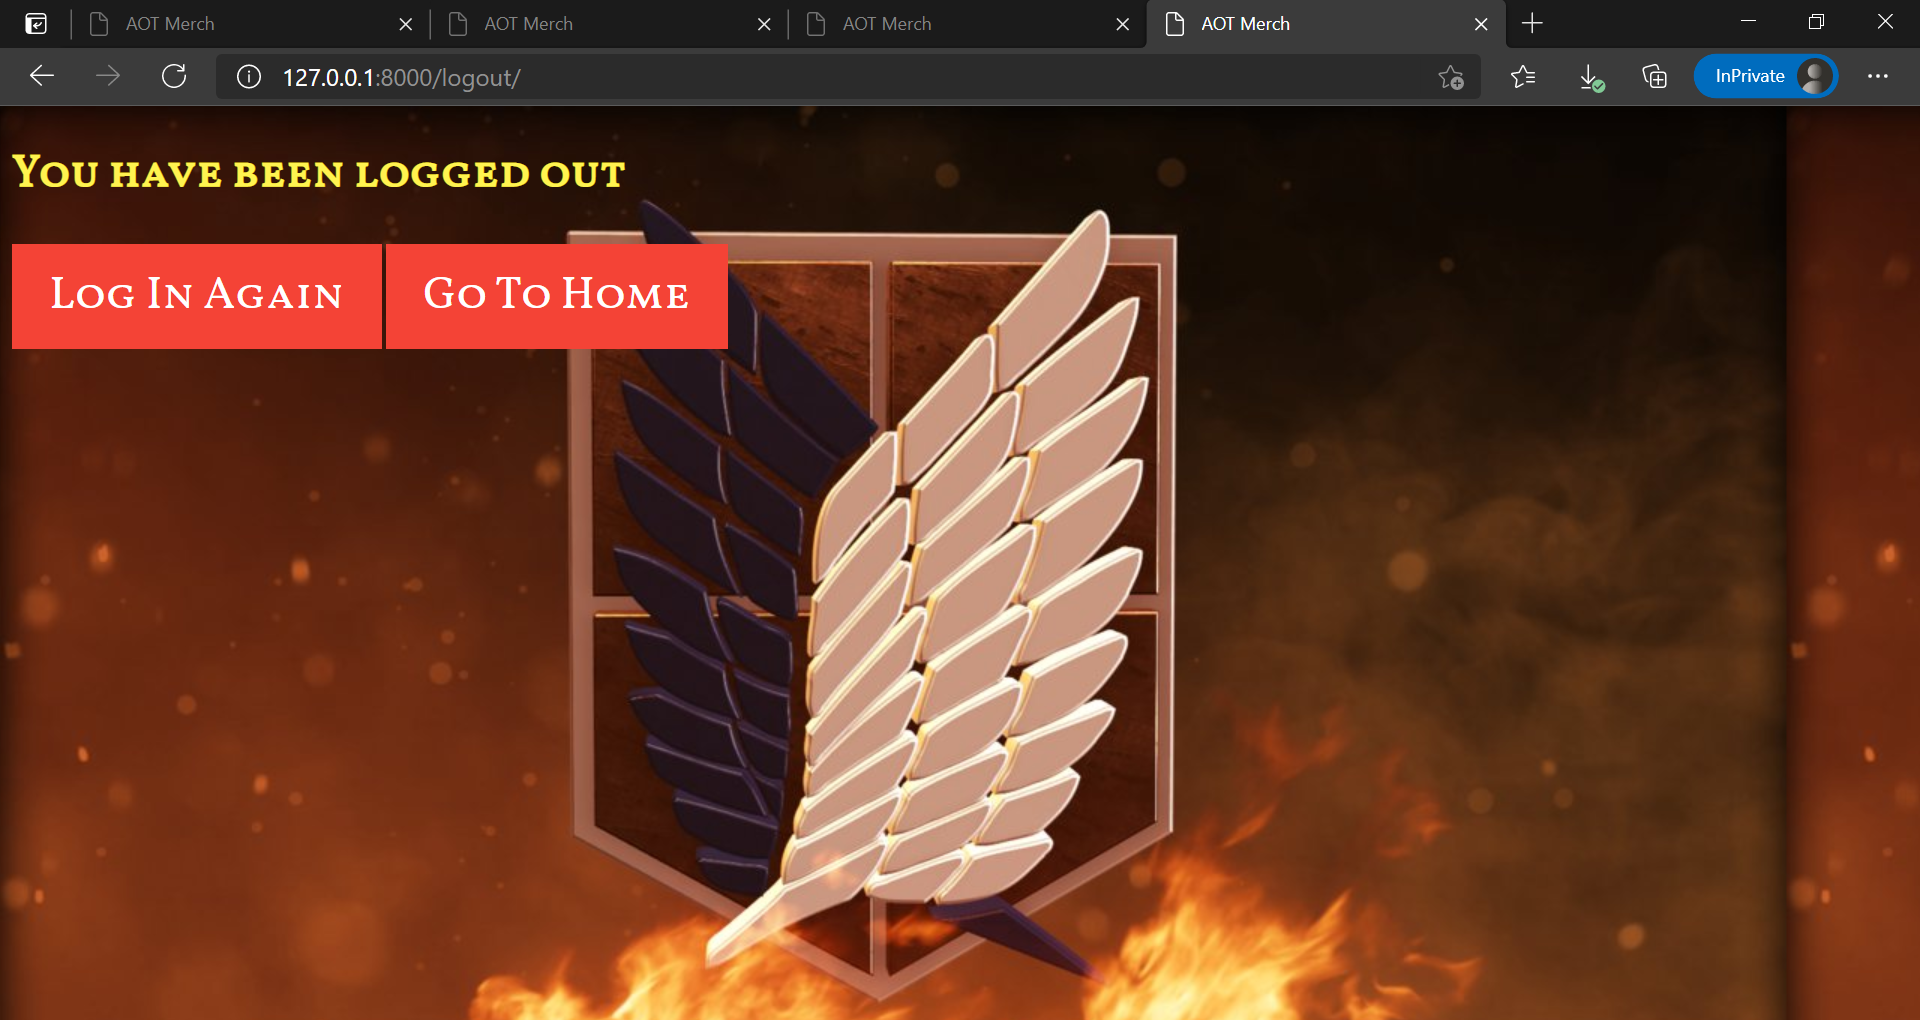 AOT Merch
AOT Merch
AOT Merch
AOT Merch
127.0.0.1:8000/logout/
InPrivate
You have been logged out
Log In Again
Go To Home